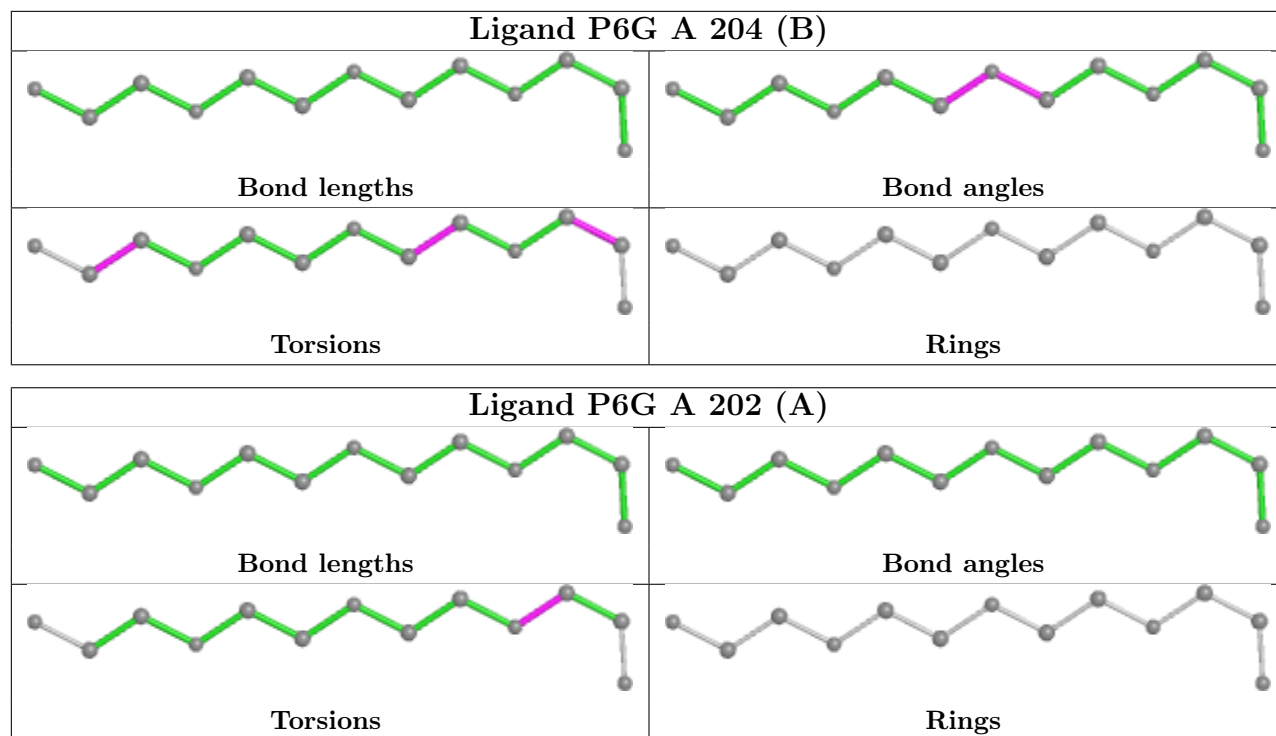 Ligand P6G A 204 (B)
Bond lengths Bond angles
Torsions Rings
Ligand P6G A 202 (A)
Bond lengths Bond angles
Torsions Rings